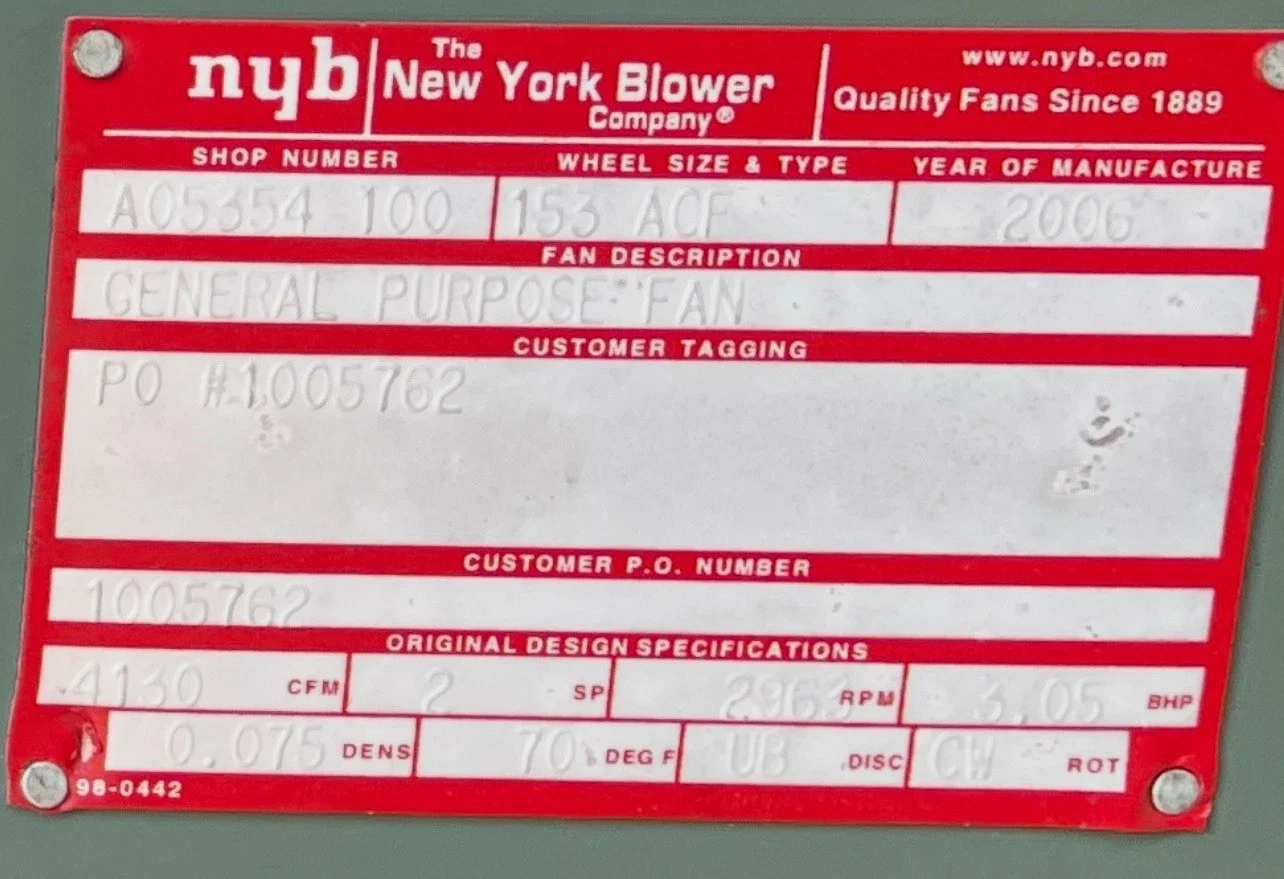 nyb
The
New York Blower
Company®
www.nyb.com
Quality Fans Since 1889
SHOP NUMBER WHEEL SIZE & TYPE YEAR OF MANUFACTURE
A05354 100 153 ACF 2006
FAN DESCRIPTION
GENERAL PURPOSE FAN
CUSTOMER TAGGING
PO #1005762
CUSTOMER P.O. NUMBER
1005762
ORIGINAL DESIGN SPECIFICATIONS
4130 CFM 2 SP 2963 RPM 3.05 BHP
0.075 DENS 70 DEG F UB DISC CW ROT
98-0442